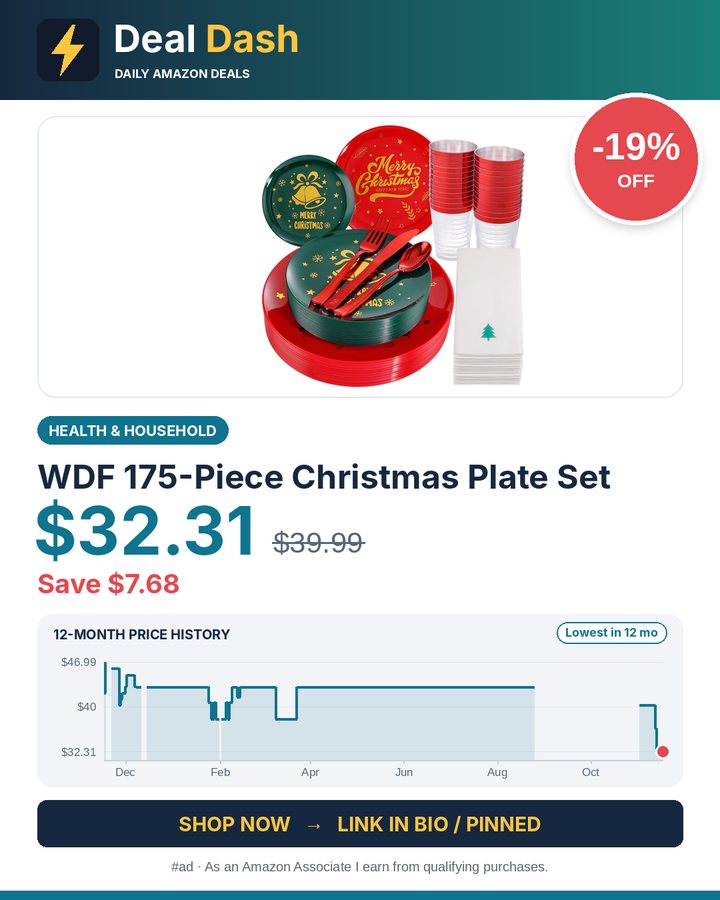 Deal Dash
DAILY AMAZON DEALS
-19%
OFF
Merry
Christmas
HAPPY NEW YEAR
MERRY
CHRISTMAS
HEALTH & HOUSEHOLD
WDF 175-Piece Christmas Plate Set
$32.31 $39.99
Save $7.68
12-MONTH PRICE HISTORY
Lowest in 12 mo
$46.99
$40
$32.31
Dec Feb Apr Jun Aug Oct
SHOP NOW → LINK IN BIO / PINNED
#ad · As an Amazon Associate I earn from qualifying purchases.